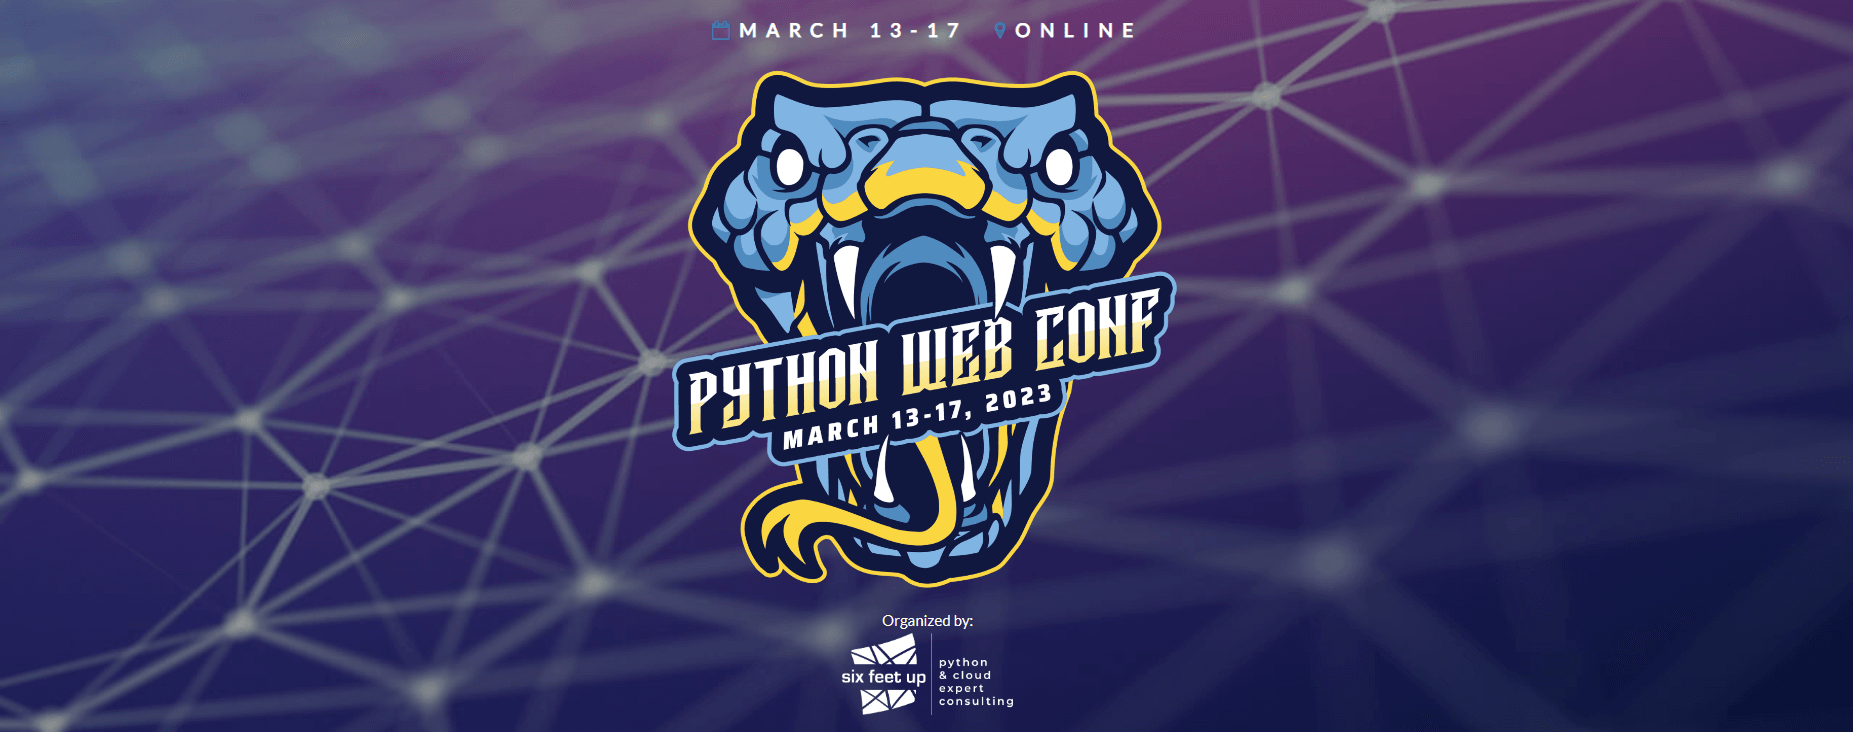 MARCH 13-17 ONLINE
PYTHON WEB CONF
MARCH 13-17, 2023
Organized by:
six feet up
python
& cloud
expert
consulting